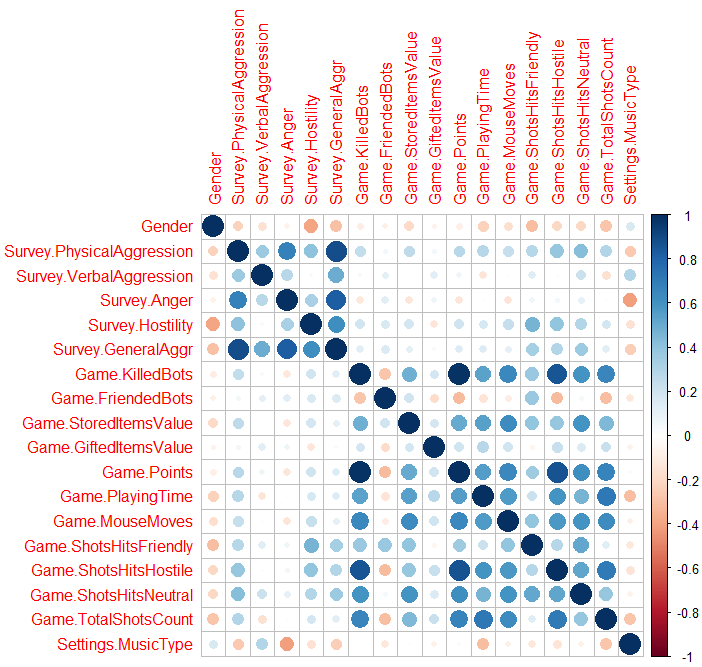 Gender
Survey.PhysicalAggression
Survey.VerbalAggression
Survey.Anger
Survey.Hostility
Survey.GeneralAggr
Game.KilledBots
Game.FriendedBots
Game.StoredItemsValue
Game.GiftedItemsValue
Game.Points
Game.PlayingTime
Game.MouseMoves
Game.ShotsHitsFriendly
Game.ShotsHitsHostile
Game.ShotsHitsNeutral
Game.TotalShotsCount
Settings.MusicType
Gender
Survey.PhysicalAggression
Survey.VerbalAggression
Survey.Anger
Survey.Hostility
Survey.GeneralAggr
Game.KilledBots
Game.FriendedBots
Game.StoredItemsValue
Game.GiftedItemsValue
Game.Points
Game.PlayingTime
Game.MouseMoves
Game.ShotsHitsFriendly
Game.ShotsHitsHostile
Game.ShotsHitsNeutral
Game.TotalShotsCount
Settings.MusicType
1
0.8
0.6
0.4
0.2
0
-0.2
-0.4
-0.6
-0.8
-1